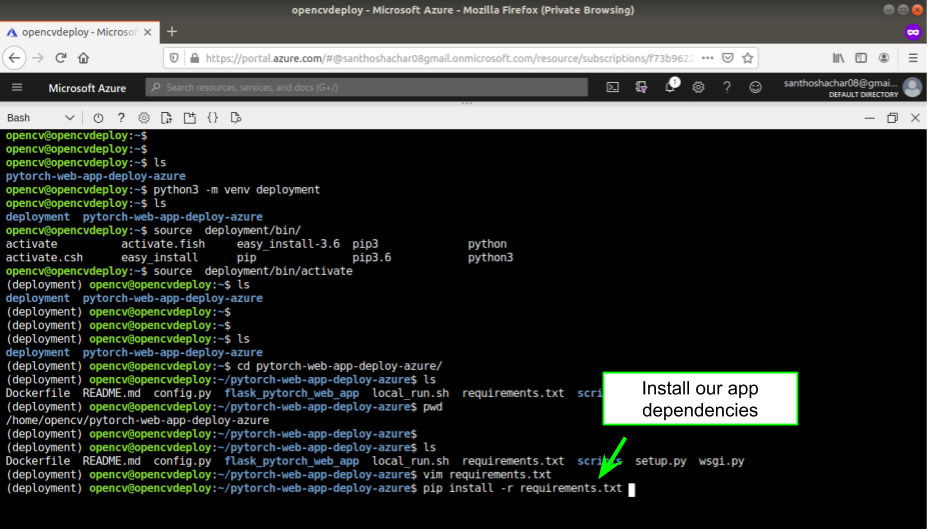 opencvdeploy - Microsoft Azure - Mozilla Firefox (Private Browsing)
opencvdeploy - Microsof
https://portal.azure.com/#@santhoshachar08gmail.onmicrosoft.com/resource/subscriptions/f73b9622
Microsoft Azure
Search resources, services, and docs (G+/)
1
santhoshachar08@gmai...
DEFAULT DIRECTORY
Bash
opencv@opencvdeploy:~$
opencv@opencvdeploy:~$
opencv@opencvdeploy:~$ ls
pytorch-web-app-deploy-azure
opencv@opencvdeploy:~$ python3 -m venv deployment
opencv@opencvdeploy:~$ ls
deployment pytorch-web-app-deploy-azure
opencv@opencvdeploy:~$ source deployment/bin/
activate activate.fish easy_install-3.6 pip3 python
activate.csh easy_install pip pip3.6 python3
opencv@opencvdeploy:~$ source deployment/bin/activate
(deployment) opencv@opencvdeploy:~$ ls
deployment pytorch-web-app-deploy-azure
(deployment) opencv@opencvdeploy:~$
(deployment) opencv@opencvdeploy:~$
(deployment) opencv@opencvdeploy:~$ ls
deployment pytorch-web-app-deploy-azure
(deployment) opencv@opencvdeploy:~$ cd pytorch-web-app-deploy-azure/
(deployment) opencv@opencvdeploy:~/pytorch-web-app-deploy-azure$ ls
Dockerfile README.md config.py flask_pytorch_web_app local_run.sh requirements.txt scri
(deployment) opencv@opencvdeploy:~/pytorch-web-app-deploy-azure$ pwd
/home/opencv/pytorch-web-app-deploy-azure
(deployment) opencv@opencvdeploy:~/pytorch-web-app-deploy-azure$
(deployment) opencv@opencvdeploy:~/pytorch-web-app-deploy-azure$ ls
Dockerfile README.md config.py flask_pytorch_web_app local_run.sh requirements.txt scripts setup.py wsgi.py
(deployment) opencv@opencvdeploy:~/pytorch-web-app-deploy-azure$ vim requirements.txt
(deployment) opencv@opencvdeploy:~/pytorch-web-app-deploy-azure$ pip install -r requirements.txt
Install our app
dependencies